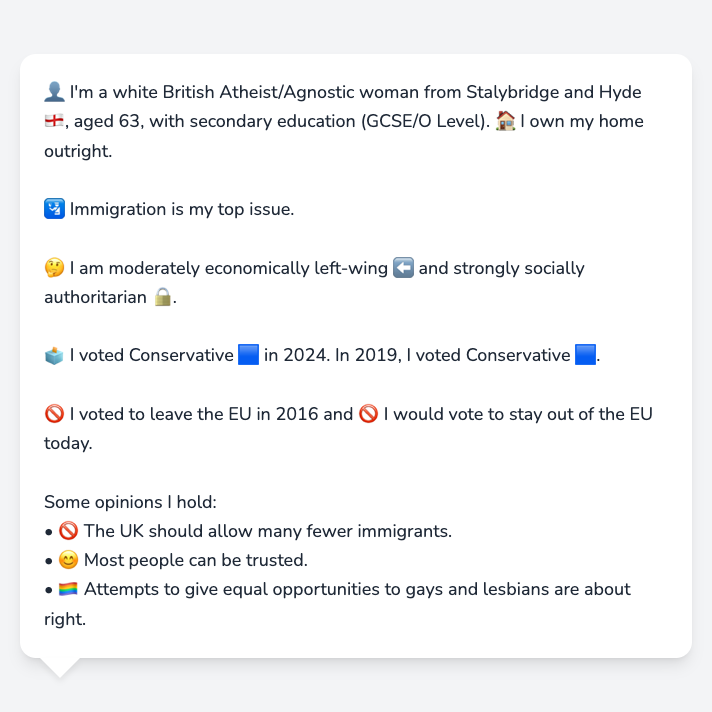 👤 I'm a white British Atheist/Agnostic woman from Stalybridge and Hyde
🏴󠁧󠁢󠁥󠁮󠁧󠁿, aged 63, with secondary education (GCSE/O Level). 🏠 I own my home
outright.
🛂 Immigration is my top issue.
🤔 I am moderately economically left-wing ⬅️ and strongly socially
authoritarian 🔒.
🗳️ I voted Conservative 🟦 in 2024. In 2019, I voted Conservative 🟦.
🚫 I voted to leave the EU in 2016 and 🚫 I would vote to stay out of the EU
today.
Some opinions I hold:
• 🚫 The UK should allow many fewer immigrants.
• 😊 Most people can be trusted.
• 🏳️‍🌈 Attempts to give equal opportunities to gays and lesbians are about
right.